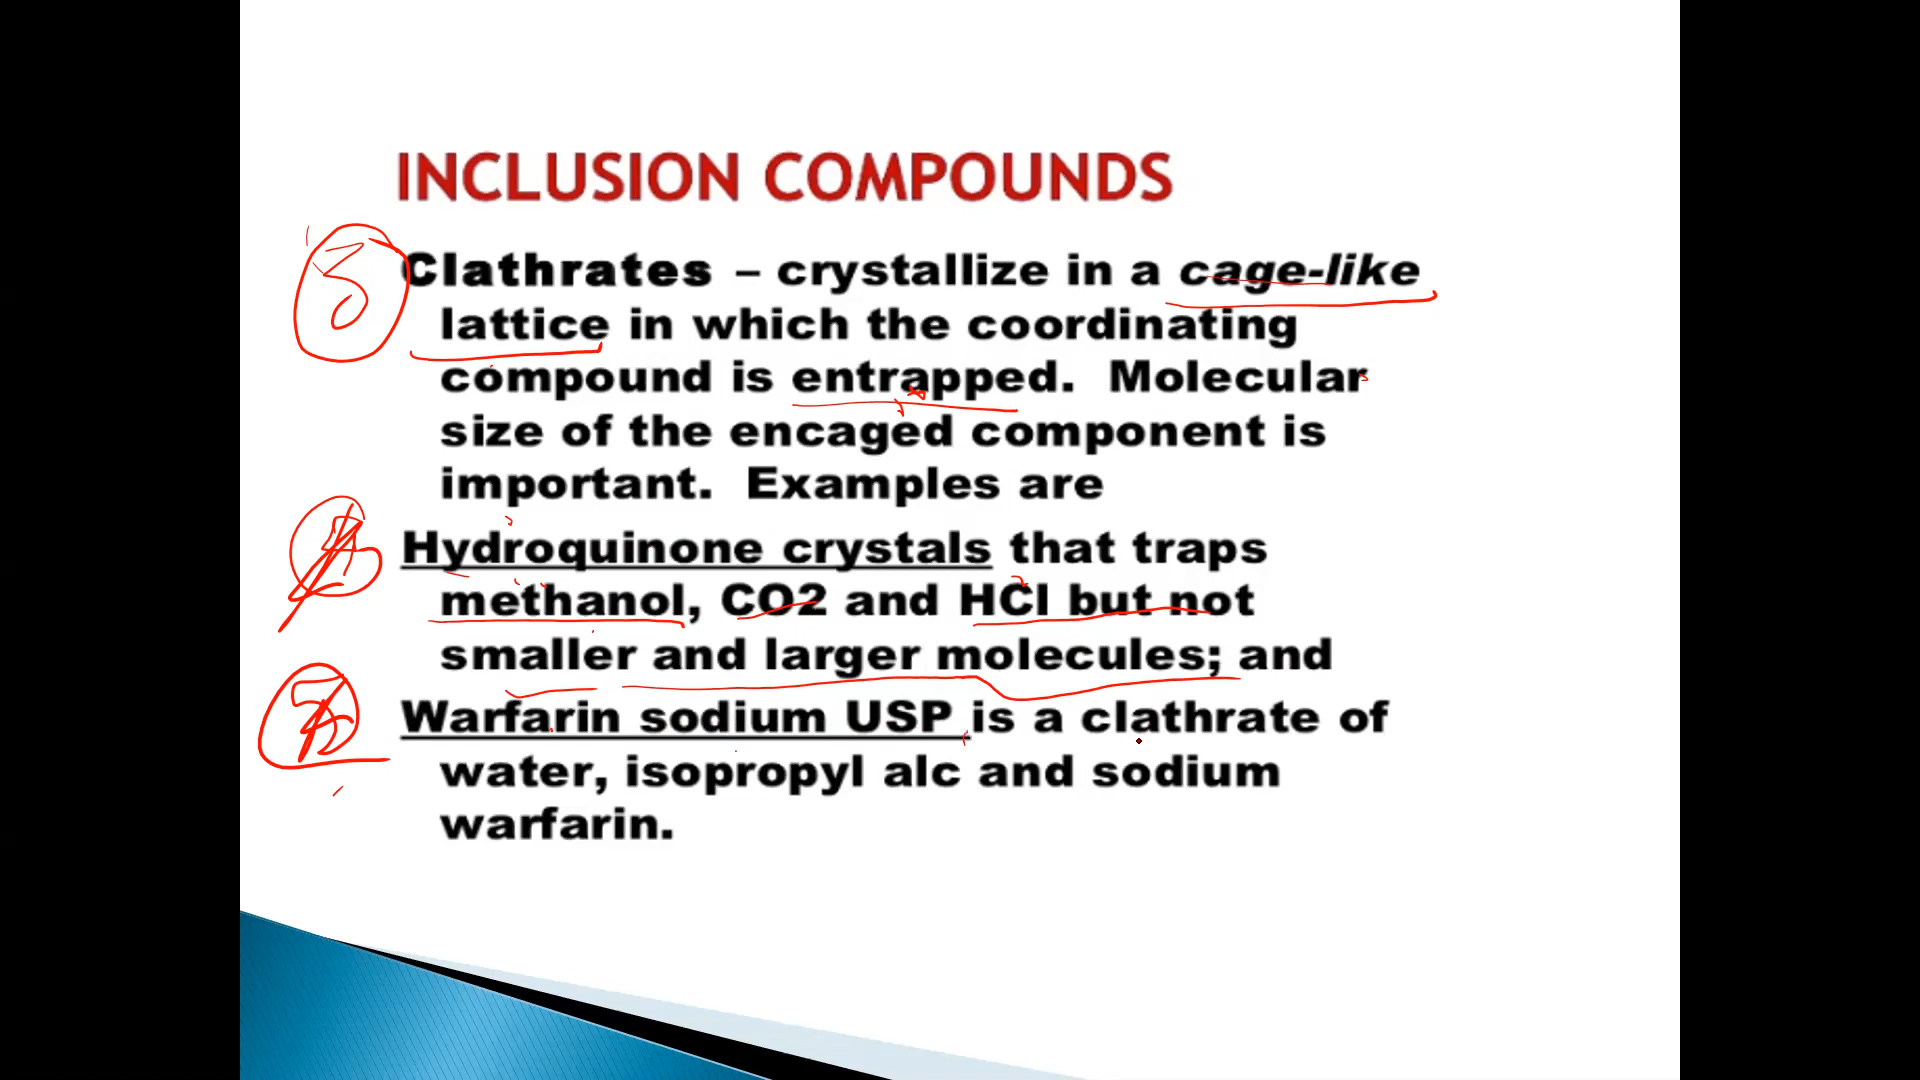 INCLUSION COMPOUNDS
3
Clathrates – crystallize in a cage-like
lattice in which the coordinating
compound is entrapped. Molecular
size of the encaged component is
important. Examples are
Hydroquinone crystals that traps
methanol, CO2 and HCl but not
smaller and larger molecules; and
Warfarin sodium USP is a clathrate of
water, isopropyl alc and sodium
warfarin.